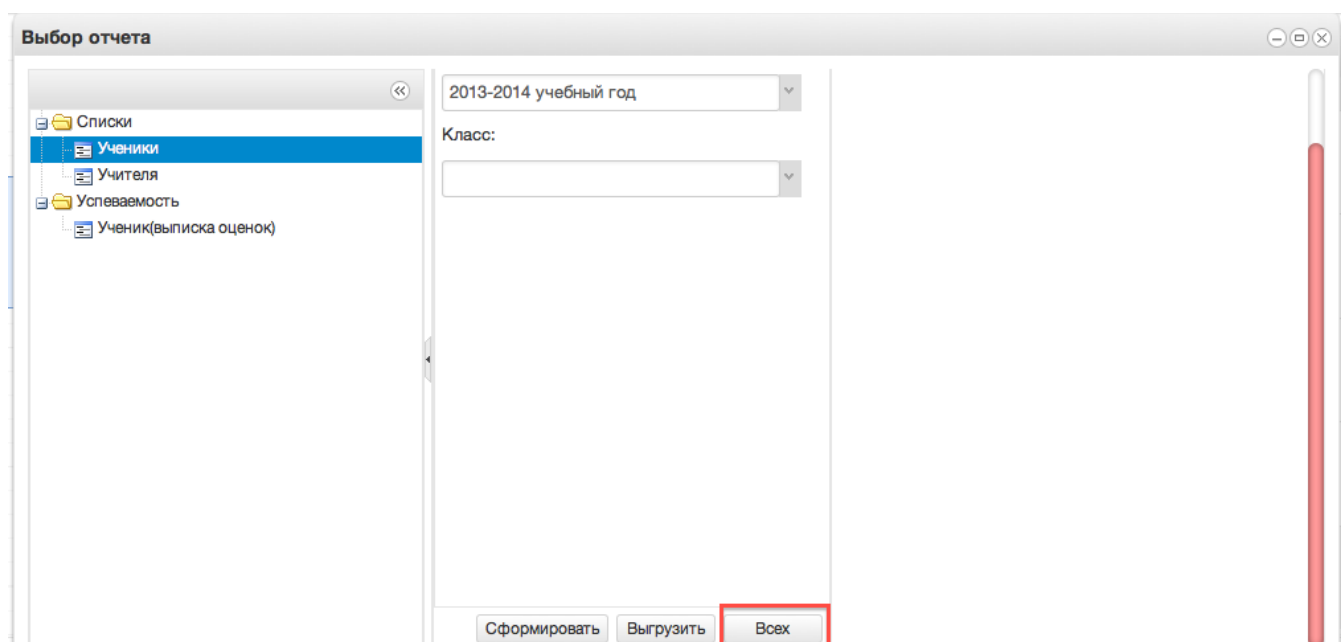 Выбор отчета
2013-2014 учебный год
Списки
Класс:
Ученики
Учителя
Успеваемость
Ученик(выписка оценок)
Сформировать Выгрузить Всех